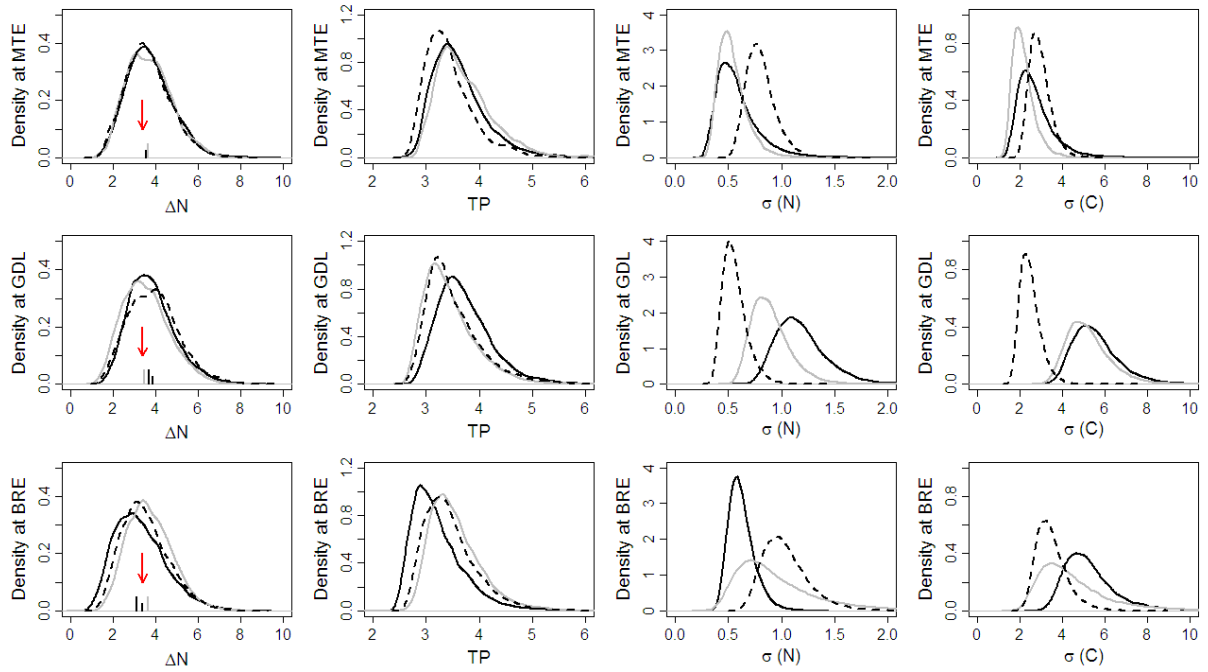 Density at MTE
0.0 0.2 0.4
0 2 4 6 8 10
ΔN
Density at MTE
0.0 0.4 0.8 1.2
2 3 4 5 6
TP
Density at MTE
0 1 2 3 4
0.0 0.5 1.0 1.5 2.0
σ (N)
Density at MTE
0.0 0.4 0.8
0 2 4 6 8 10
σ (C)
Density at GDL
0.0 0.2 0.4
0 2 4 6 8 10
ΔN
Density at GDL
0.0 0.4 0.8 1.2
2 3 4 5 6
TP
Density at GDL
0 1 2 3 4
0.0 0.5 1.0 1.5 2.0
σ (N)
Density at GDL
0.0 0.4 0.8
0 2 4 6 8 10
σ (C)
Density at BRE
0.0 0.2 0.4
0 2 4 6 8 10
ΔN
Density at BRE
0.0 0.4 0.8 1.2
2 3 4 5 6
TP
Density at BRE
0 1 2 3 4
0.0 0.5 1.0 1.5 2.0
σ (N)
Density at BRE
0.0 0.4 0.8
0 2 4 6 8 10
σ (C)